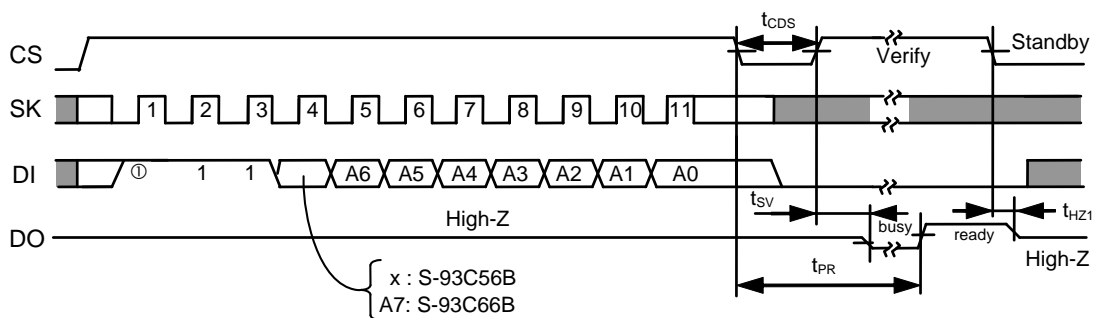 CS tCDS Verify Standby
SK 1 2 3 4 5 6 7 8 9 10 11
DI ① 1 1 A6 A5 A4 A3 A2 A1 A0
tSV tHZ1
DO High-Z busy ready High-Z
tPR
x : S-93C56B
A7: S-93C66B